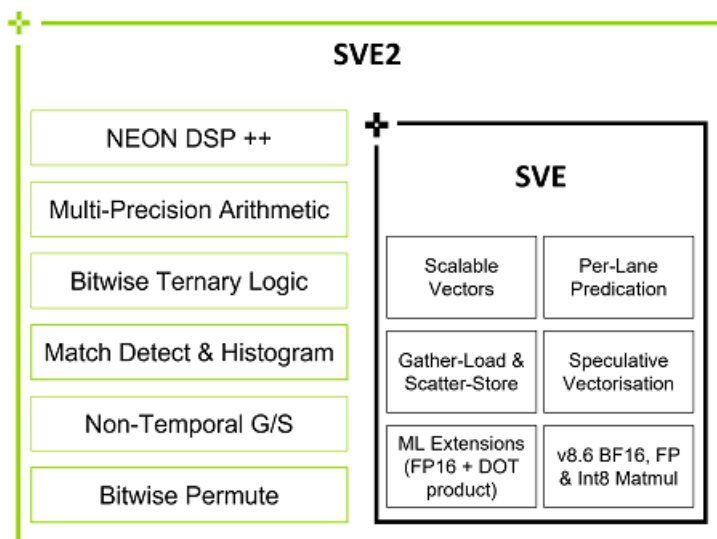 SVE2
NEON DSP ++
Multi-Precision Arithmetic
Bitwise Ternary Logic
Match Detect & Histogram
Non-Temporal G/S
Bitwise Permute
SVE
Scalable
Vectors
Per-Lane
Predication
Gather-Load &
Scatter-Store
Speculative
Vectorisation
ML Extensions
(FP16 + DOT
product)
v8.6 BF16, FP
& Int8 Matmul